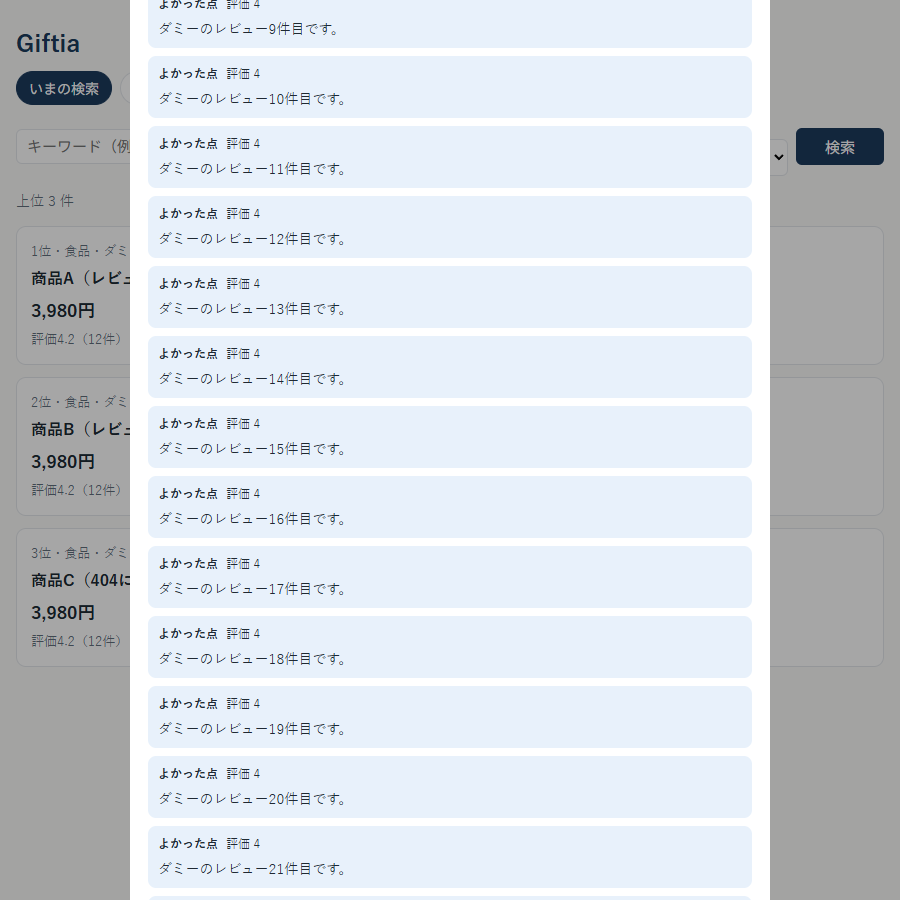 Giftia
いまの検索
キーワード（例
検索
上位 3 件
1位・食品・ダミ
商品A（レビュ
3,980円
評価4.2（12件）
2位・食品・ダミ
商品B（レビュ
3,980円
評価4.2（12件）
3位・食品・ダミ
商品C（404に
3,980円
評価4.2（12件）
よかった点 評価 4
ダミーのレビュー9件目です。
よかった点 評価 4
ダミーのレビュー10件目です。
よかった点 評価 4
ダミーのレビュー11件目です。
よかった点 評価 4
ダミーのレビュー12件目です。
よかった点 評価 4
ダミーのレビュー13件目です。
よかった点 評価 4
ダミーのレビュー14件目です。
よかった点 評価 4
ダミーのレビュー15件目です。
よかった点 評価 4
ダミーのレビュー16件目です。
よかった点 評価 4
ダミーのレビュー17件目です。
よかった点 評価 4
ダミーのレビュー18件目です。
よかった点 評価 4
ダミーのレビュー19件目です。
よかった点 評価 4
ダミーのレビュー20件目です。
よかった点 評価 4
ダミーのレビュー21件目です。